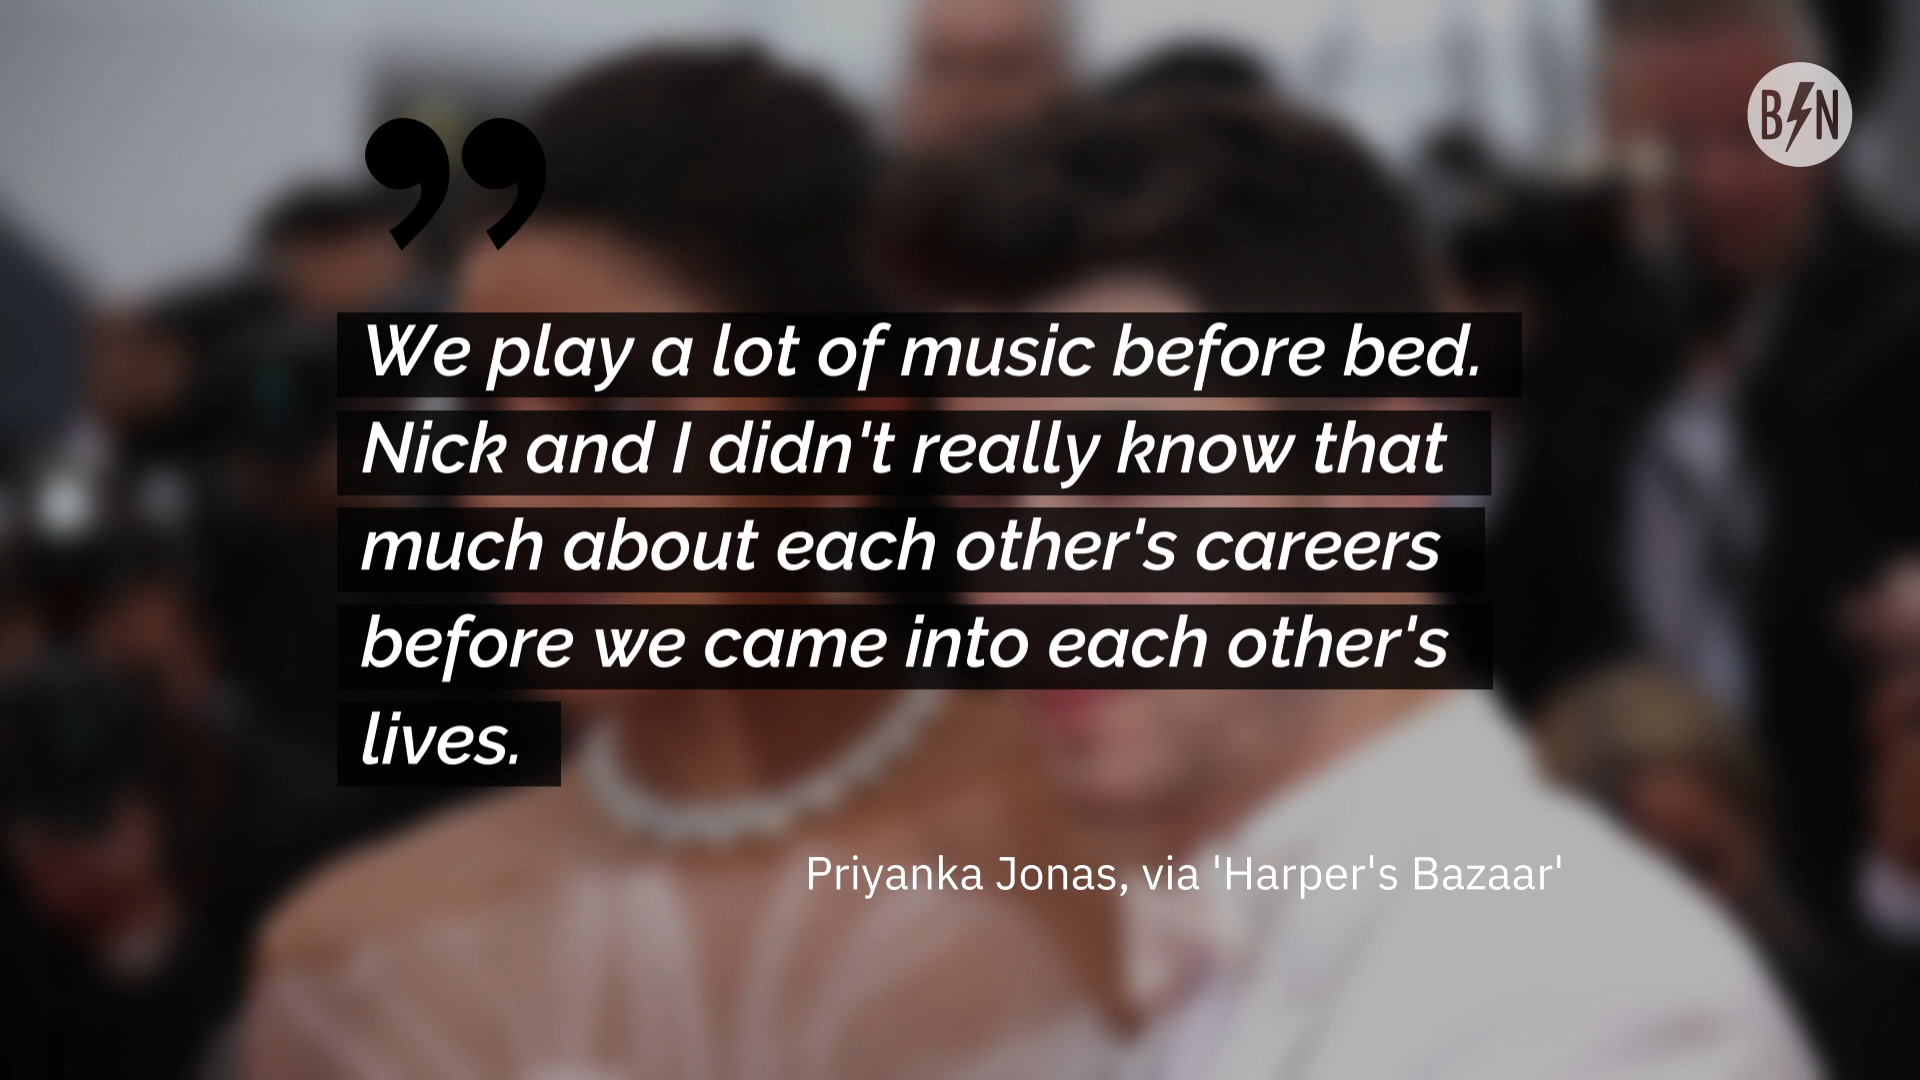 B N
”
We play a lot of music before bed.
Nick and I didn't really know that
much about each other's careers
before we came into each other's
lives.
Priyanka Jonas, via 'Harper's Bazaar'